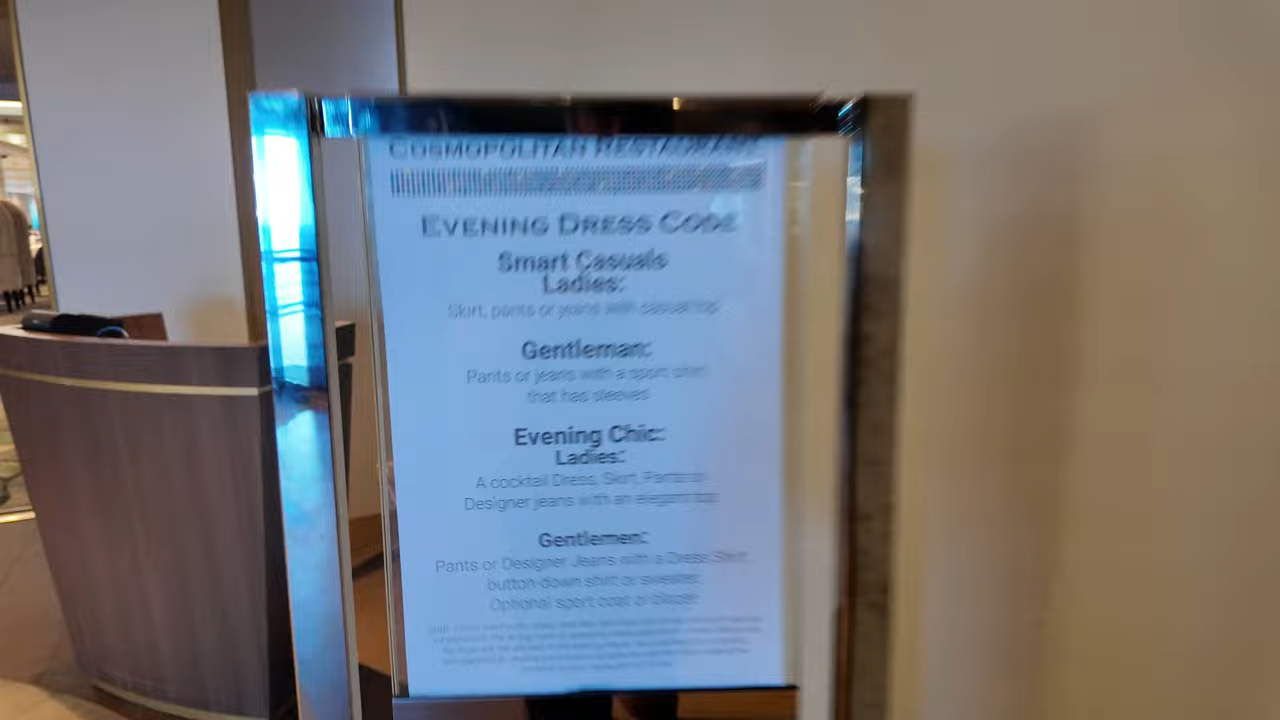 COSMOPOLITAN RESTAURANT
EVENING DRESS CODE
Smart Casuals
Ladies:
Skirt, pants or jeans with casual top
Gentleman:
Pants or jeans with a sport shirt
that has sleeves
Evening Chic:
Ladies:
A cocktail Dress, Skirt, Pants or
Designer jeans with an elegant top
Gentlemen:
Pants or Designer Jeans with a Dress Shirt,
button-down shirt or sweater.
Optional sport coat or blazer